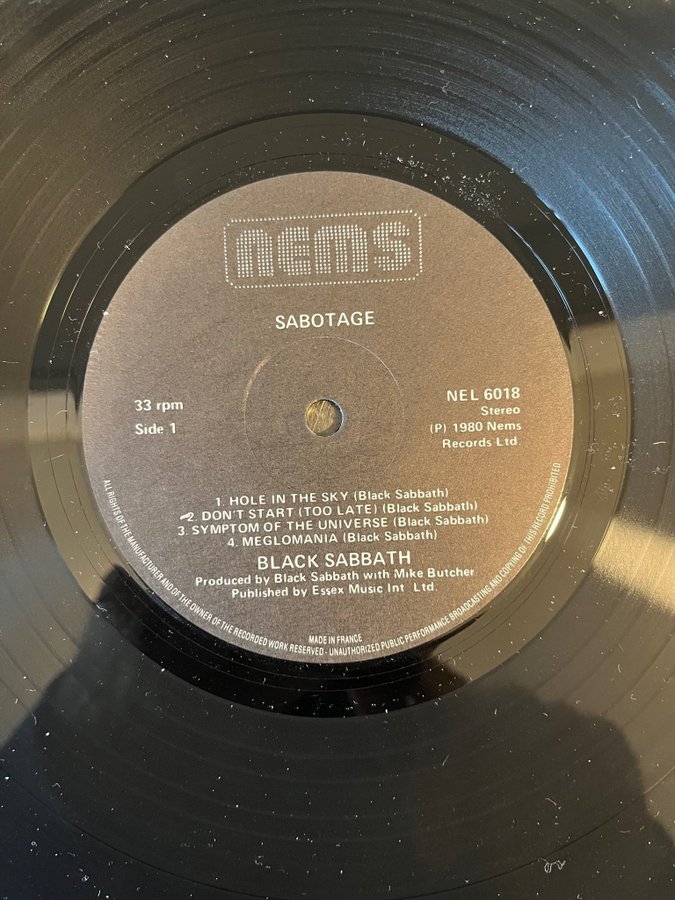 nems
SABOTAGE
33 rpm
Side 1
NEL 6018
Stereo
(P) 1980 Nems
Records Ltd.
1. HOLE IN THE SKY (Black Sabbath)
2. DON'T START (TOO LATE) (Black Sabbath)
3. SYMPTOM OF THE UNIVERSE (Black Sabbath)
4. MEGLOMANIA (Black Sabbath)
BLACK SABBATH
Produced by Black Sabbath with Mike Butcher
Published by Essex Music Int Ltd.
MADE IN FRANCE
ALL RIGHTS OF THE MANUFACTURER AND OF THE OWNER OF THE RECORDED WORK RESERVED - UNAUTHORIZED PUBLIC PERFORMANCE BROADCASTING AND COPYING OF THIS RECORD PROHIBITED